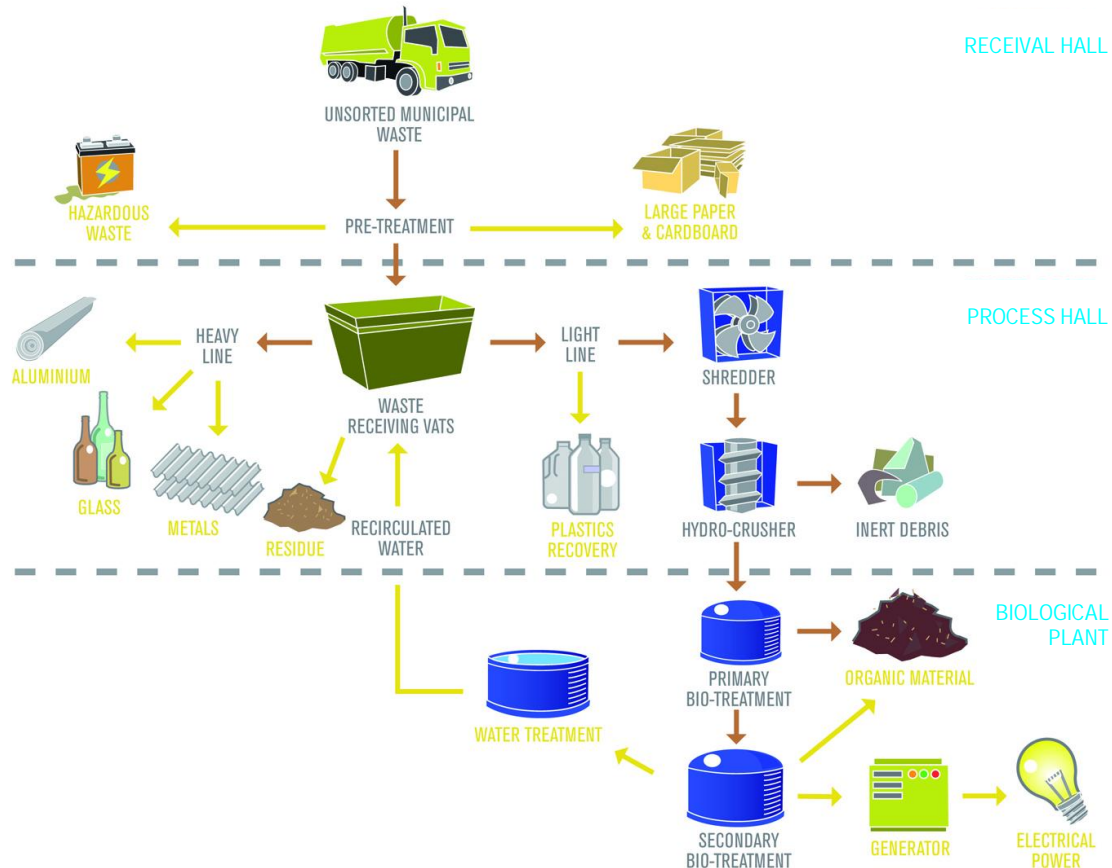 RECEIVAL HALL
UNSORTED MUNICIPAL
WASTE
HAZARDOUS
WASTE
PRE-TREATMENT
LARGE PAPER
& CARDBOARD
PROCESS HALL
ALUMINIUM
HEAVY
LINE
WASTE
RECEIVING VATS
LIGHT
LINE
SHREDDER
GLASS
METALS
RESIDUE
RECIRCULATED
WATER
PLASTICS
RECOVERY
HYDRO-CRUSHER
INERT DEBRIS
BIOLOGICAL
PLANT
PRIMARY
BIO-TREATMENT
ORGANIC MATERIAL
WATER TREATMENT
SECONDARY
BIO-TREATMENT
GENERATOR
ELECTRICAL
POWER